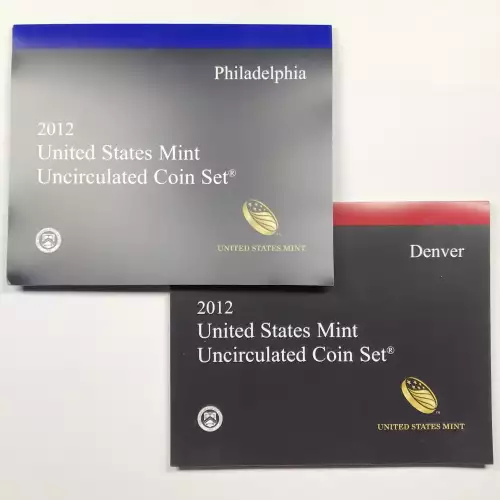 Philadelphia
2012
United States Mint
Uncirculated Coin Set®
UNITED STATES MINT
Denver
2012
United States Mint
Uncirculated Coin Set®
UNITED STATES MINT